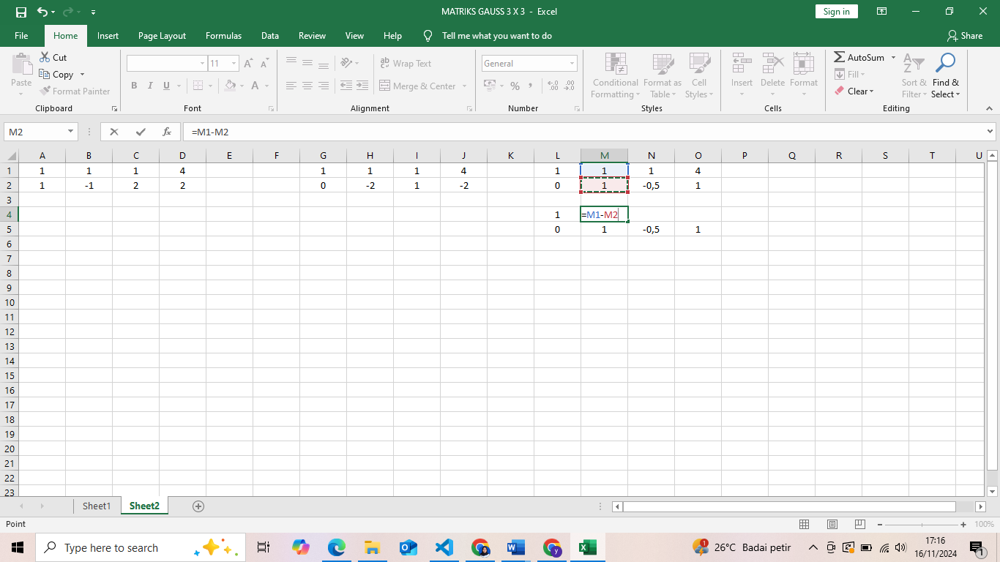 MATRIKS GAUSS 3 X 3 - Excel
Sign in
File Home Insert Page Layout Formulas Data Review View Help Tell me what you want to do Share
Paste
Cut
Copy
Format Painter
Clipboard
11 A A
B I U A
Font
ab Wrap Text
Merge & Center
Alignment
General
% ,
Number
Conditional Formatting
Format as Table
Cell Styles
Styles
Insert Delete Format
Cells
AutoSum
Fill
Clear
Sort & Filter
Find & Select
Editing
M2 fx =M1-M2
A B C D E F G H I J K L M N O P Q R S T U
1 1 1 1 4 1 1 1 4 1 1 1 4
2 1 -1 2 2 0 -2 1 -2 0 1 -0,5 1
3
4 1 =M1-M2
5 0 1 -0,5 1
6
7
8
9
10
11
12
13
14
15
16
17
18
19
20
21
22
23
Sheet1 Sheet2
Point 100%
Type here to search
26°C Badai petir
17:16
16/11/2024
1